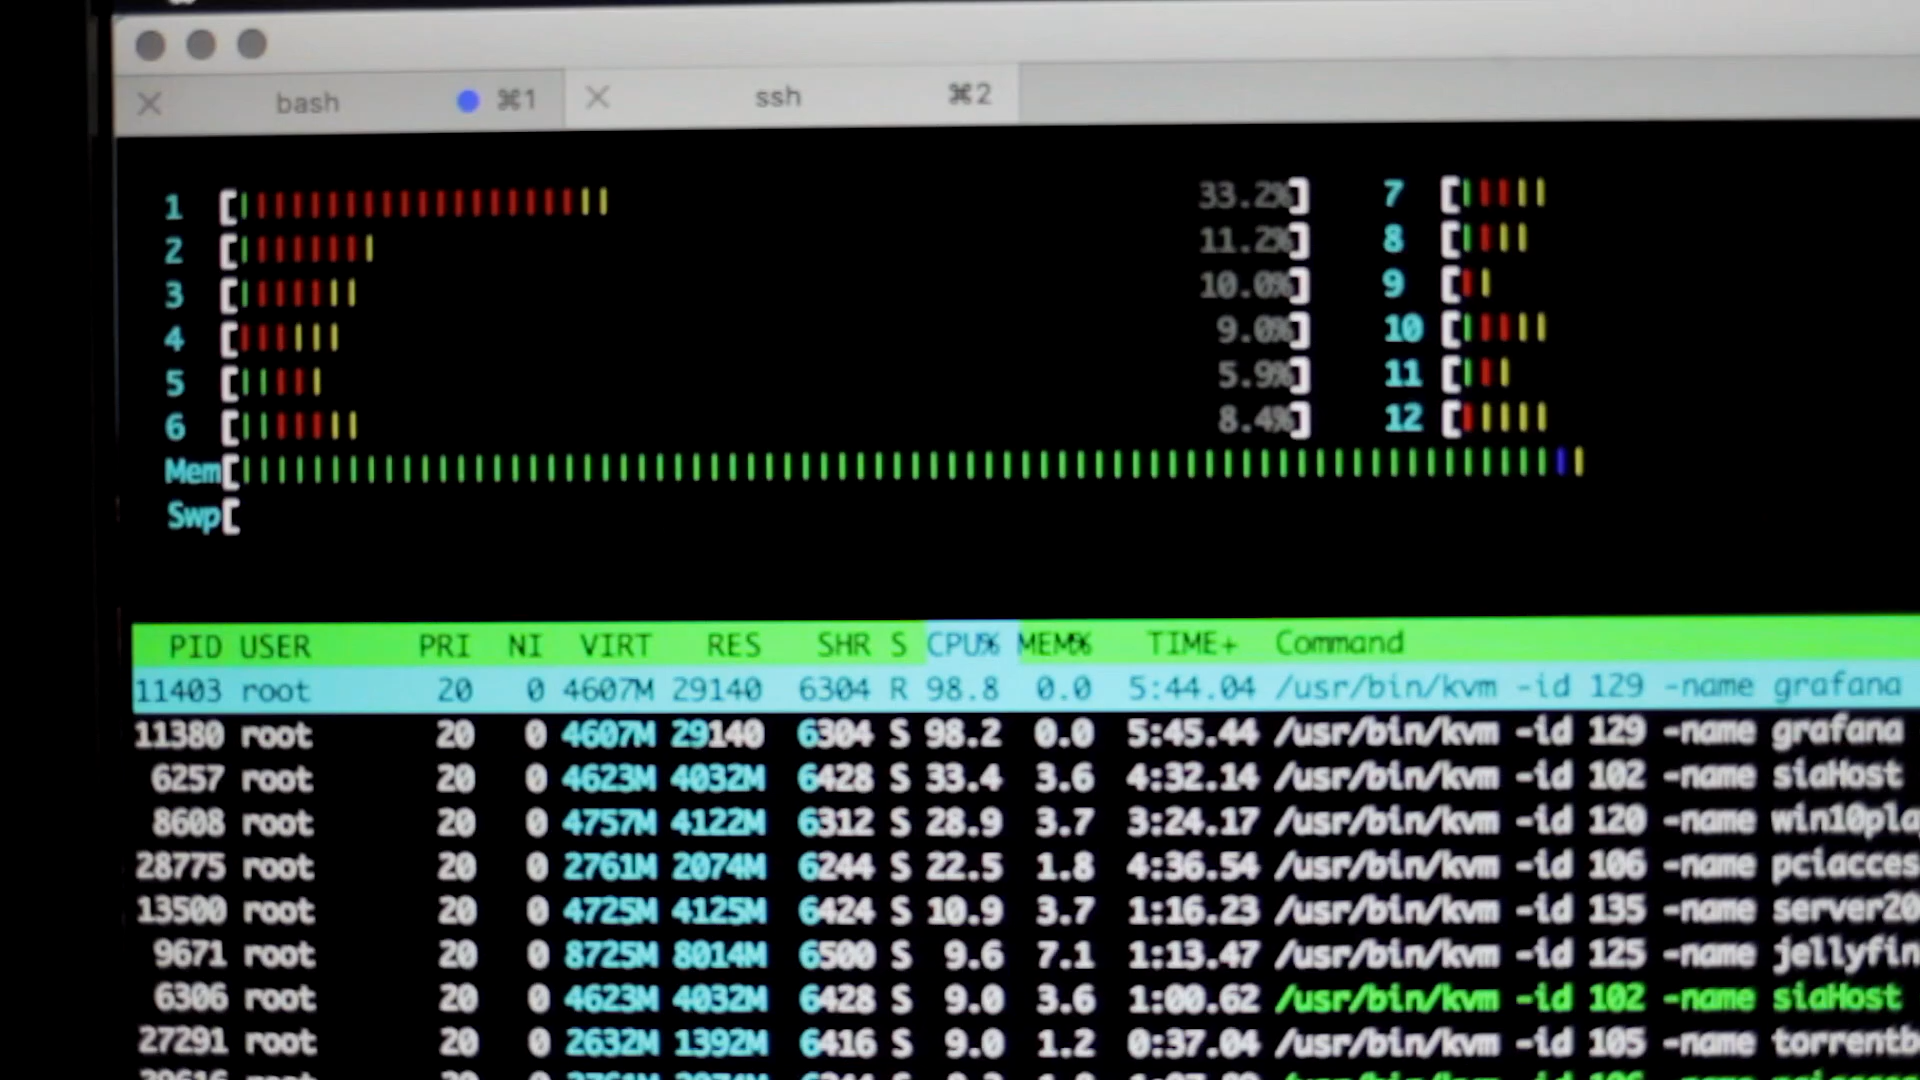 bash ⌘1 ssh ⌘2
1 [ 33.2%] 7 [
2 [ 11.2%] 8 [
3 [ 10.0%] 9 [
4 [ 9.0%] 10 [
5 [ 5.9%] 11 [
6 [ 8.4%] 12 [
Mem[
Swp[
PID USER PRI NI VIRT RES SHR S CPU% MEM% TIME+ Command
11403 root 20 0 4607M 29140 6304 R 98.8 0.0 5:44.04 /usr/bin/kvm -id 129 -name grafana
11380 root 20 0 4607M 29140 6304 S 98.2 0.0 5:45.44 /usr/bin/kvm -id 129 -name grafana
6257 root 20 0 4623M 4032M 6428 S 33.4 3.6 4:32.14 /usr/bin/kvm -id 102 -name siaHost
8608 root 20 0 4757M 4122M 6312 S 28.9 3.7 3:24.17 /usr/bin/kvm -id 120 -name win10pla
28775 root 20 0 2761M 2074M 6244 S 22.5 1.8 4:36.54 /usr/bin/kvm -id 106 -name pciacces
13500 root 20 0 4725M 4125M 6424 S 10.9 3.7 1:16.23 /usr/bin/kvm -id 135 -name server20
9671 root 20 0 8725M 8014M 6500 S 9.6 7.1 1:13.47 /usr/bin/kvm -id 125 -name jellyfin
6306 root 20 0 4623M 4032M 6428 S 9.0 3.6 1:00.62 /usr/bin/kvm -id 102 -name siaHost
27291 root 20 0 2632M 1392M 6416 S 9.0 1.2 0:37.04 /usr/bin/kvm -id 105 -name torrentb